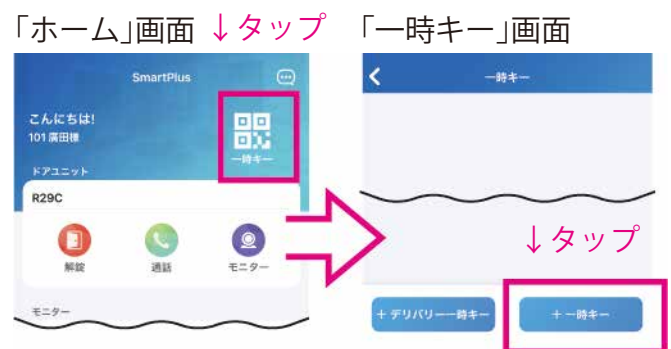 「ホーム」画面 ↓タップ
「一時キー」画面
SmartPlus
こんにちは!
101 廣田様
一時キー
ドアユニット
R29C
解錠
通話
モニター
モニター
一時キー
↓タップ
+ デリバリー一時キー
+ 一時キー